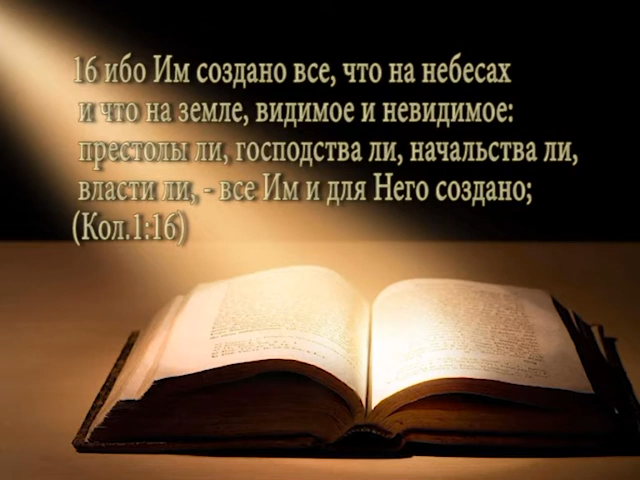 16 ибо Им создано все, что на небесах
и что на земле, видимое и невидимое:
престолы ли, господства ли, начальства ли,
власти ли, - все Им и для Него создано;
(Кол.1:16)